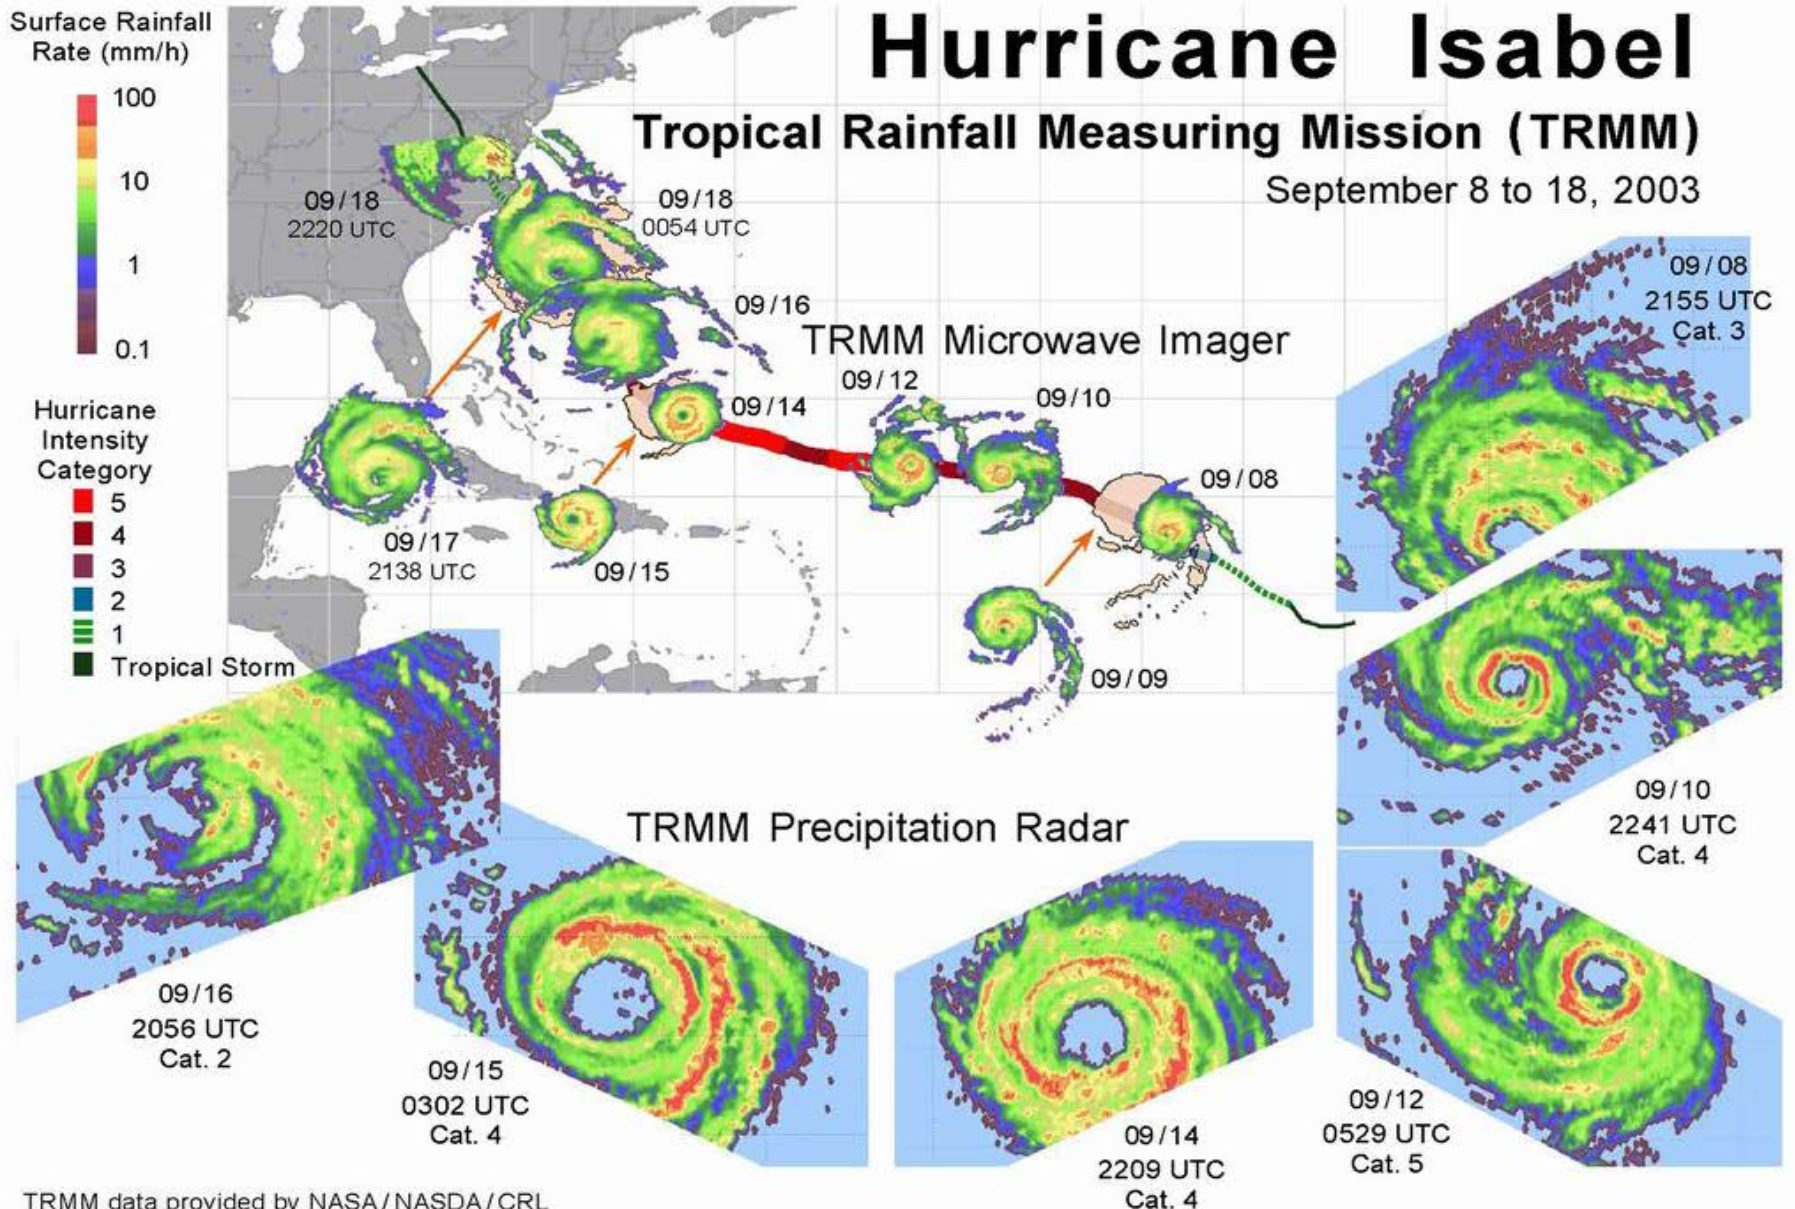 Hurricane Isabel
Tropical Rainfall Measuring Mission (TRMM)
September 8 to 18, 2003
Surface Rainfall
Rate (mm/h)
100
10
1
0.1
Hurricane
Intensity
Category
5
4
3
2
1
Tropical Storm
09/18
2220 UTC
09/18
0054 UTC
09/16
TRMM Microwave Imager
09/14
09/12
09/10
09/08
09/17
2138 UTC
09/15
09/09
09/08
2155 UTC
Cat. 3
09/10
2241 UTC
Cat. 4
TRMM Precipitation Radar
09/16
2056 UTC
Cat. 2
09/15
0302 UTC
Cat. 4
09/14
2209 UTC
Cat. 4
09/12
0529 UTC
Cat. 5
TRMM data provided by NASA/NASDA/CRL